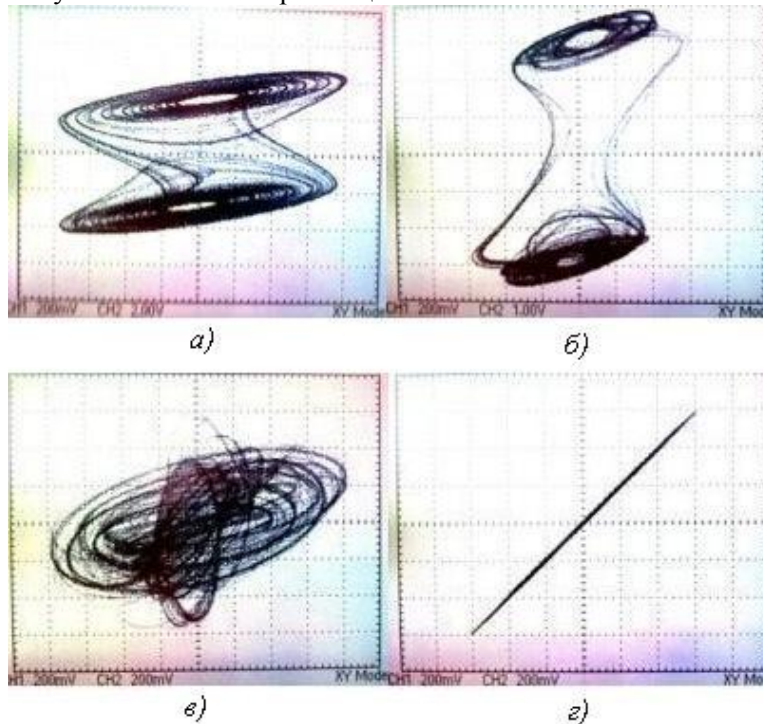 CH1 200mV CH2 2.00V XY Mode
CH1 200mV CH2 1.00V XY Mode
а)
б)
CH1 200mV CH2 200mV XY Mode
CH1 200mV CH2 200mV XY Mode
в)
г)